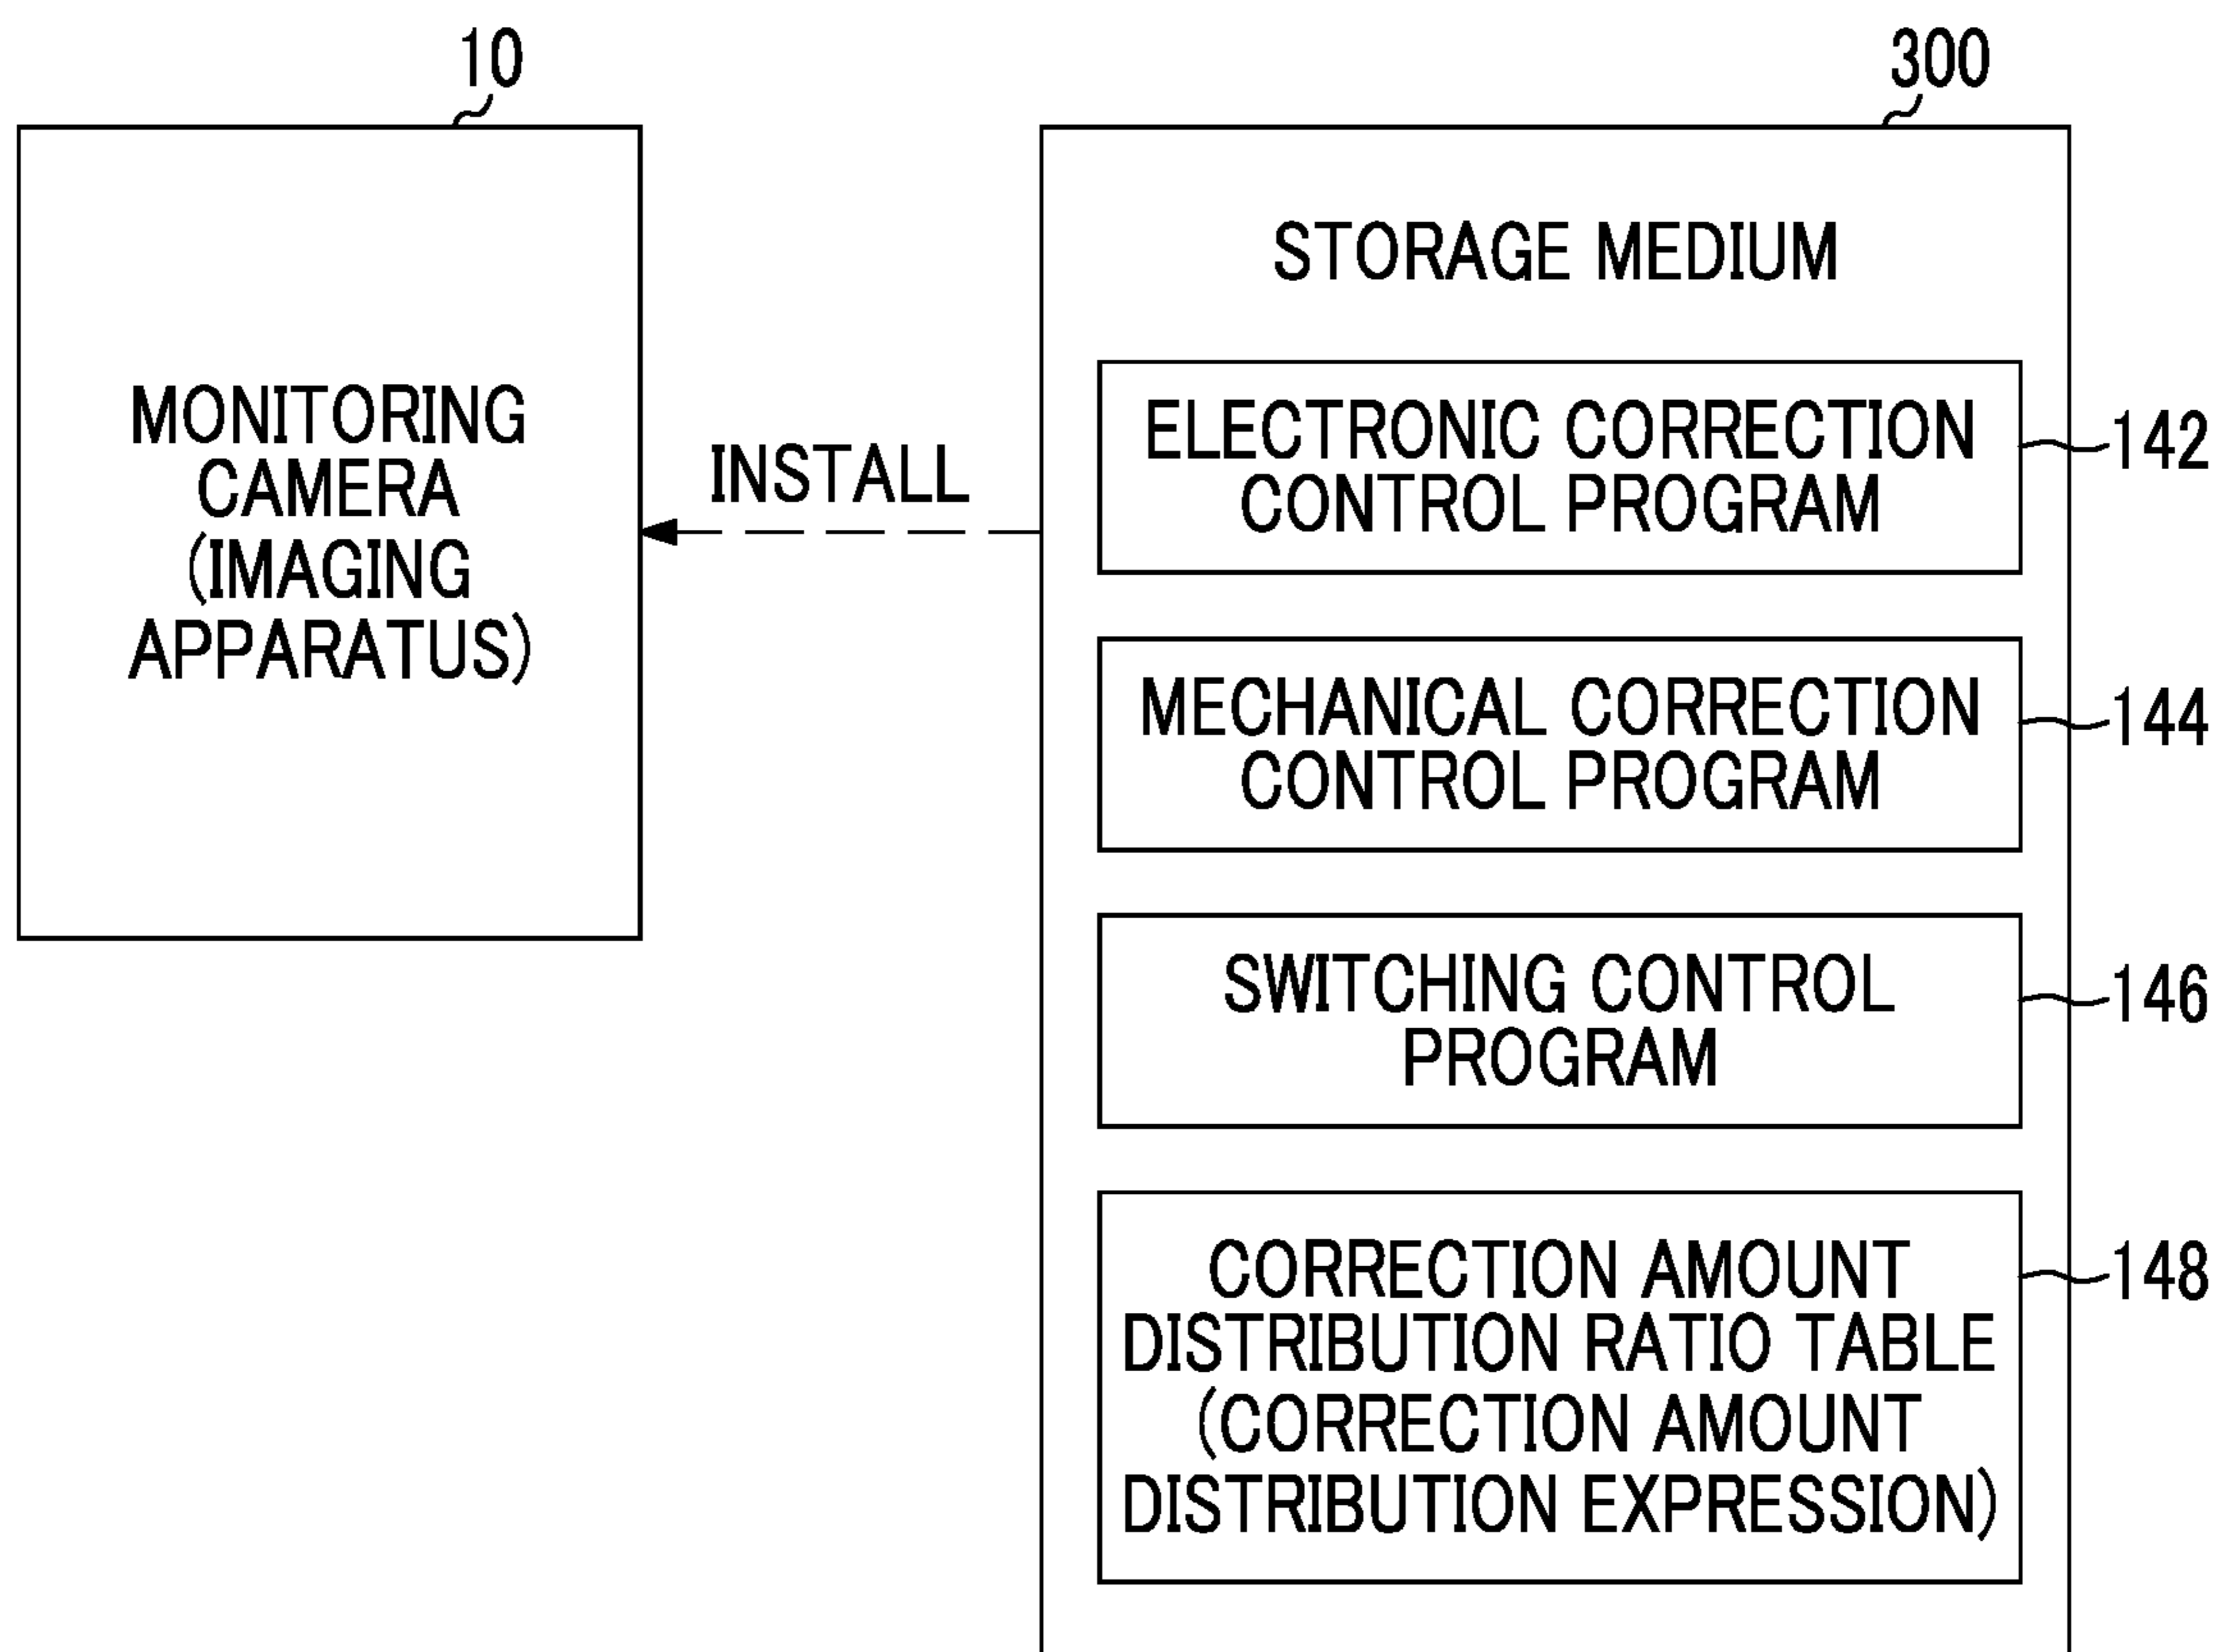 10
MONITORING
CAMERA
(IMAGING
APPARATUS)
INSTALL
300
STORAGE MEDIUM
ELECTRONIC CORRECTION
CONTROL PROGRAM
142
MECHANICAL CORRECTION
CONTROL PROGRAM
144
SWITCHING CONTROL
PROGRAM
146
CORRECTION AMOUNT
DISTRIBUTION RATIO TABLE
(CORRECTION AMOUNT
DISTRIBUTION EXPRESSION)
148